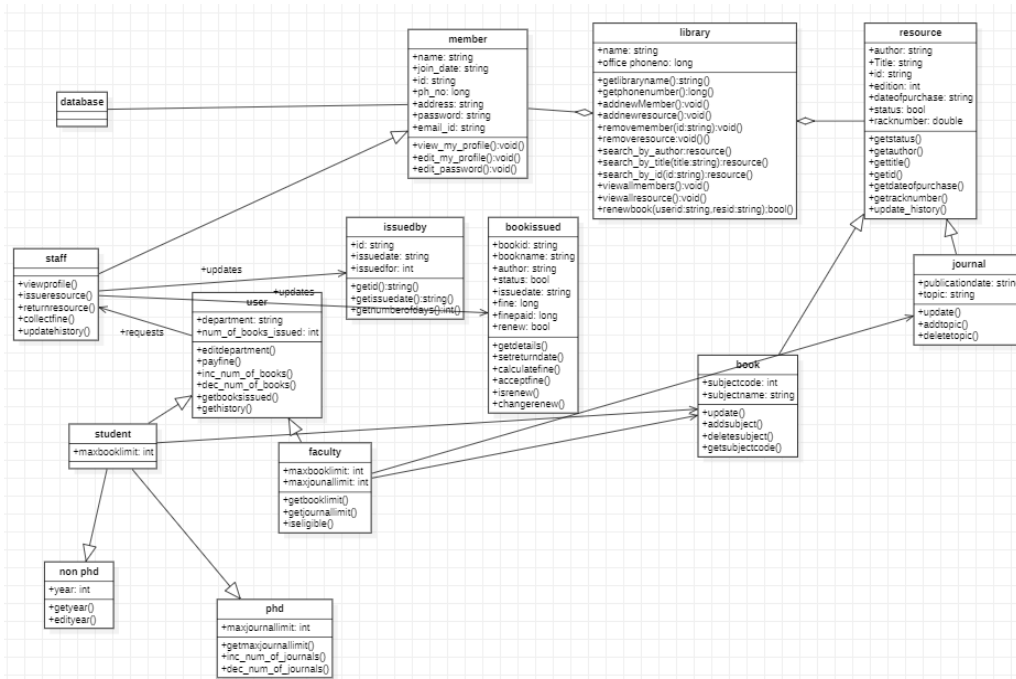 database
member
+name: string
+join_date: string
+id: string
+ph_no: long
+address: string
+password: string
+email_id: string
+view_my_profile():void()
+edit_my_profile():void()
+edit_password():void()
library
+name: string
+office phoneno: long
+getlibraryname():string()
+getphonenumber():long()
+addnewMember():void()
+addnewresource():void()
+removemember(id:string):void()
+removeresource:void()
+search_by_author:resource()
+search_by_title(title:string):resource()
+search_by_id(id:string):resource()
+viewallmembers():void()
+viewallresource():void()
+renewbook(userid:string,resid:string):bool()
resource
+author: string
+Title: string
+id: string
+edition: int
+dateofpurchase: string
+status: bool
+racknumber: double
+getstatus()
+getauthor()
+gettitle()
+getid()
+getdateofpurchase()
+getracknumber()
+update_history()
staff
+viewprofile()
+issueresource()
+returnresource()
+collectfine()
+updatehistory()
+updates
+updates
+requests
issuedby
+id: string
+issuedate: string
+issuedfor: int
+getid():string()
+getissuedate():string()
+getnumberofdays():int()
bookissued
+bookid: string
+bookname: string
+author: string
+status: bool
+issuedate: string
+fine: long
+finepaid: long
+renew: bool
+getdetails()
+setreturndate()
+calculatefine()
+acceptfine()
+isrenew()
+changerenew()
journal
+publicationdate: string
+topic: string
+update()
+addtopic()
+deletetopic()
user
+department: string
+num_of_books_issued: int
+editdepartment()
+payfine()
+inc_num_of_books()
+dec_num_of_books()
+getbooksissued()
+gethistory()
book
+subjectcode: int
+subjectname: string
+update()
+addsubject()
+deletesubject()
+getsubjectcode()
student
+maxbooklimit: int
faculty
+maxbooklimit: int
+maxjounallimit: int
+getbooklimit()
+getjournallimit()
+iseligible()
non phd
+year: int
+getyear()
+edityear()
phd
+maxjournallimit: int
+getmaxjournallimit()
+inc_num_of_journals()
+dec_num_of_journals()